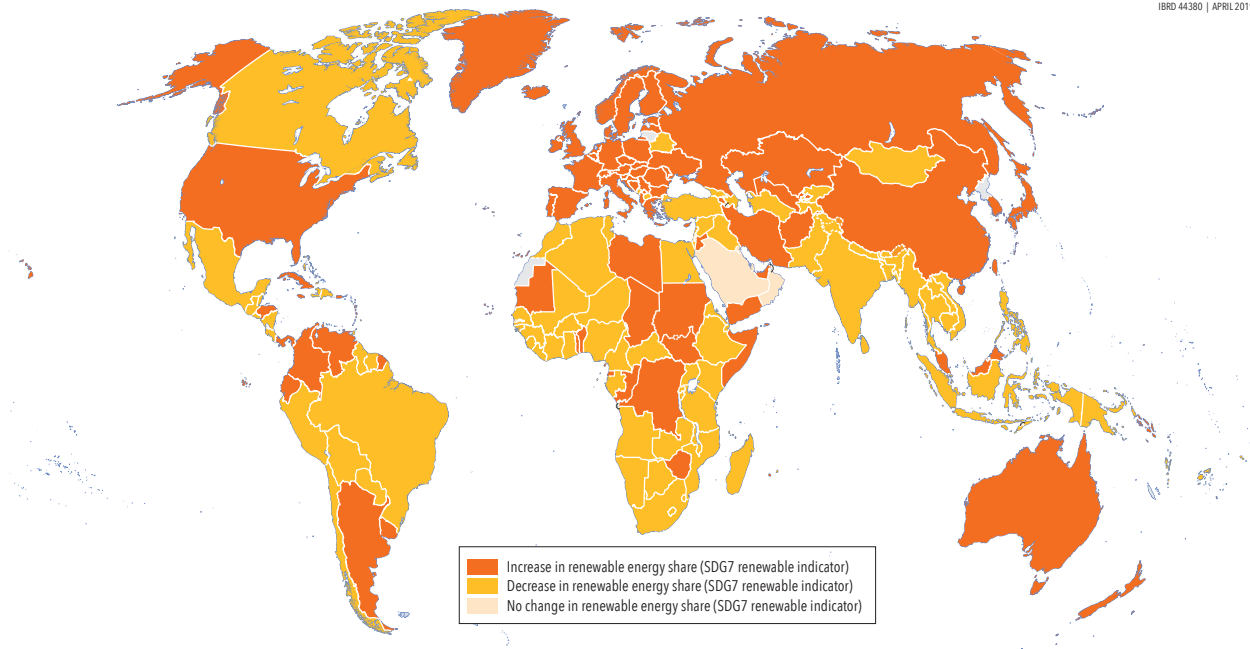 IBRD 44380 | APRIL 201
Increase in renewable energy share (SDG7 renewable indicator)
Decrease in renewable energy share (SDG7 renewable indicator)
No change in renewable energy share (SDG7 renewable indicator)